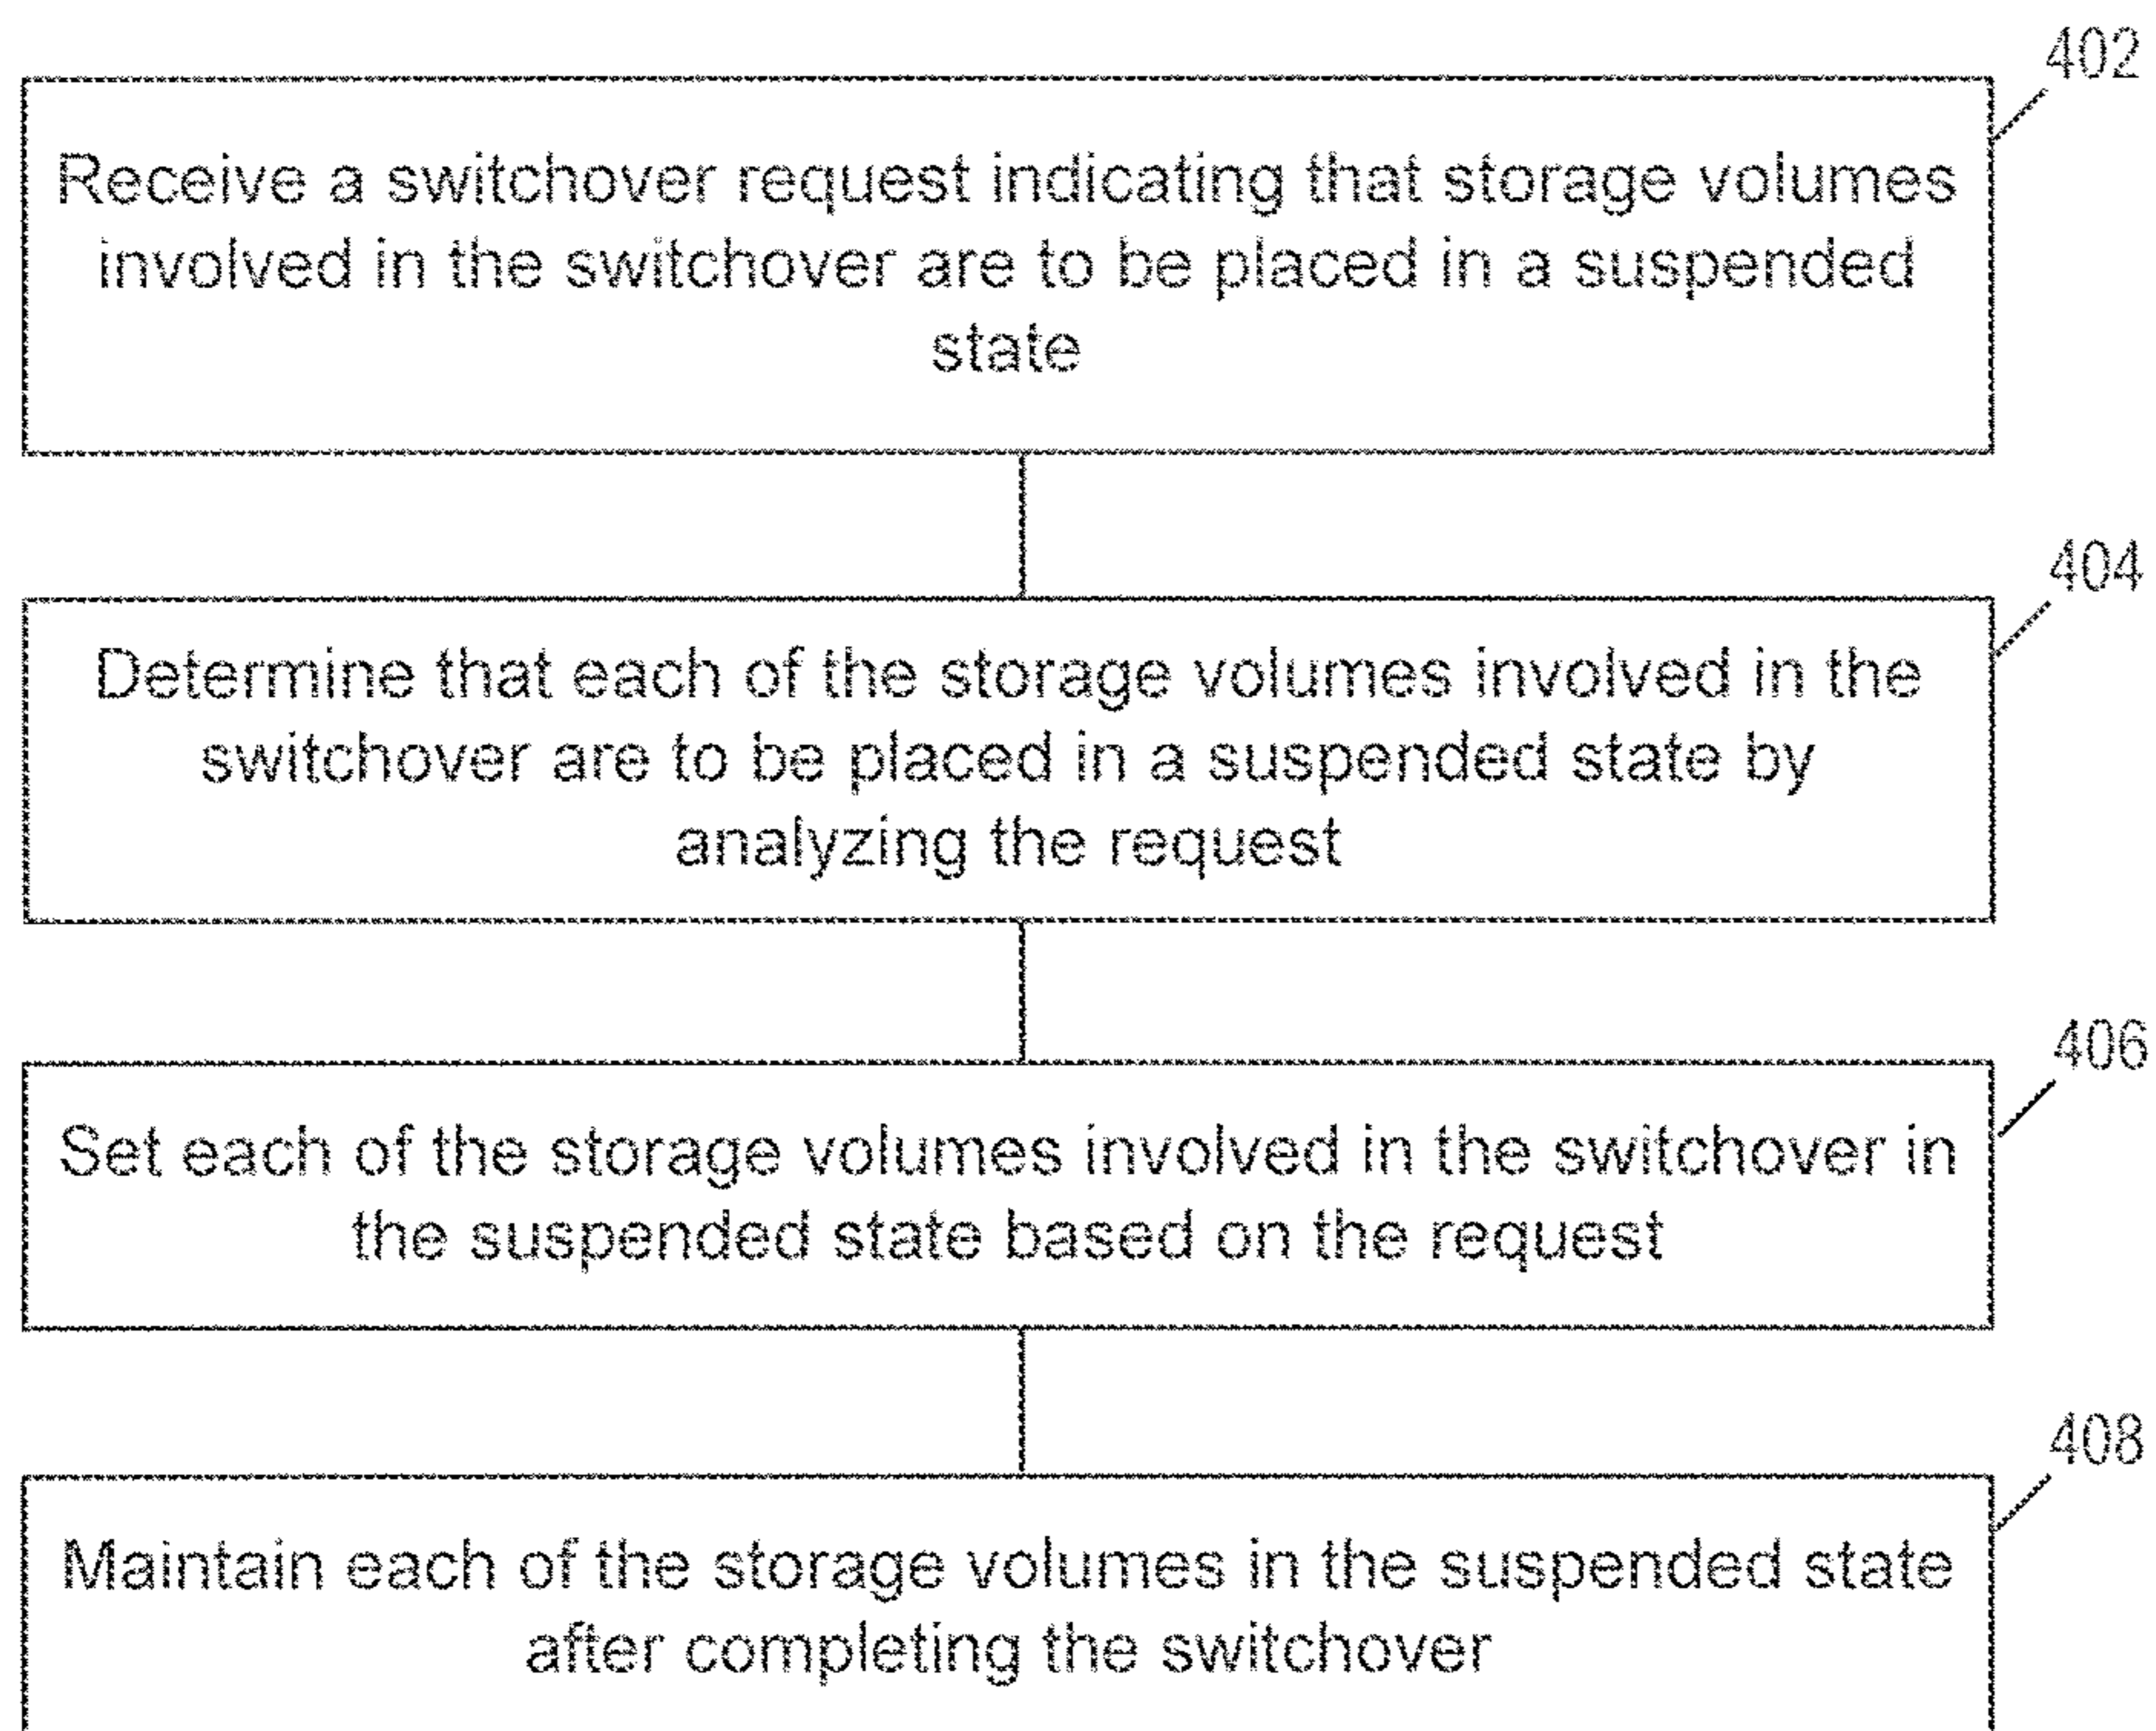 402
Receive a switchover request indicating that storage volumes
involved in the switchover are to be placed in a suspended
state
404
Determine that each of the storage volumes involved in the
switchover are to be placed in a suspended state by
analyzing the request
406
Set each of the storage volumes involved in the switchover in
the suspended state based on the request
408
Maintain each of the storage volumes in the suspended state
after completing the switchover